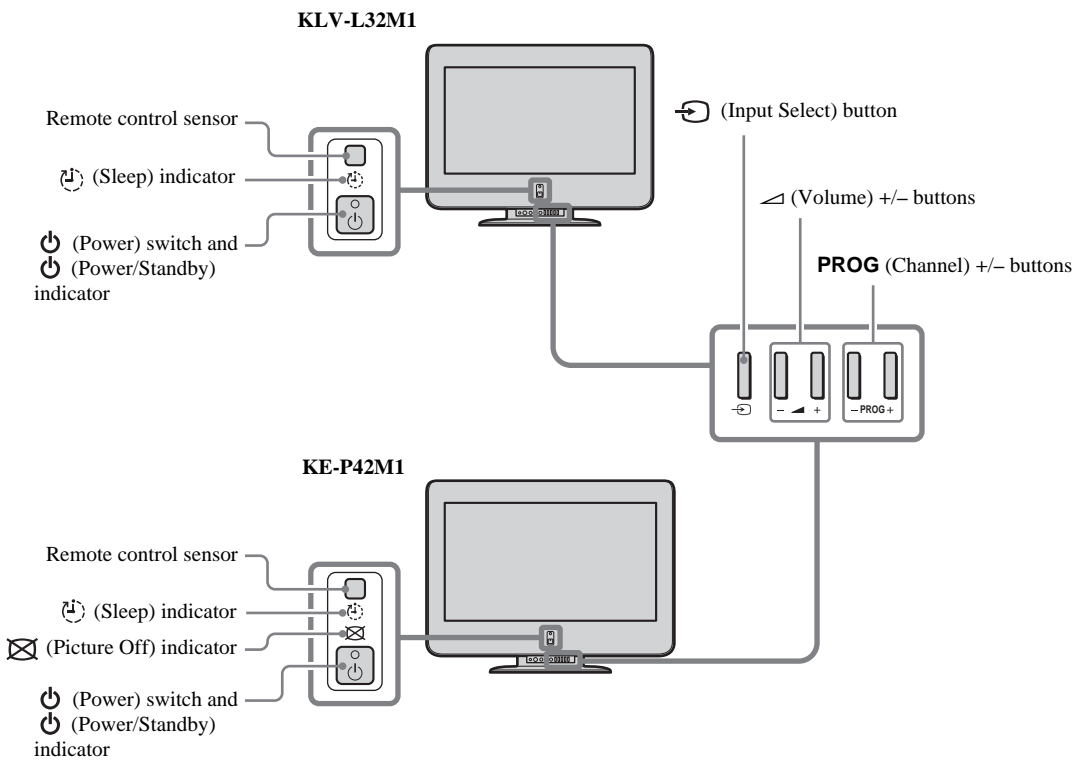 KLV-L32M1
Remote control sensor
(Sleep) indicator
(Power) switch and
(Power/Standby)
indicator
(Input Select) button
(Volume) +/– buttons
PROG (Channel) +/– buttons
– +
– PROG +
KE-P42M1
Remote control sensor
(Sleep) indicator
(Picture Off) indicator
(Power) switch and
(Power/Standby)
indicator